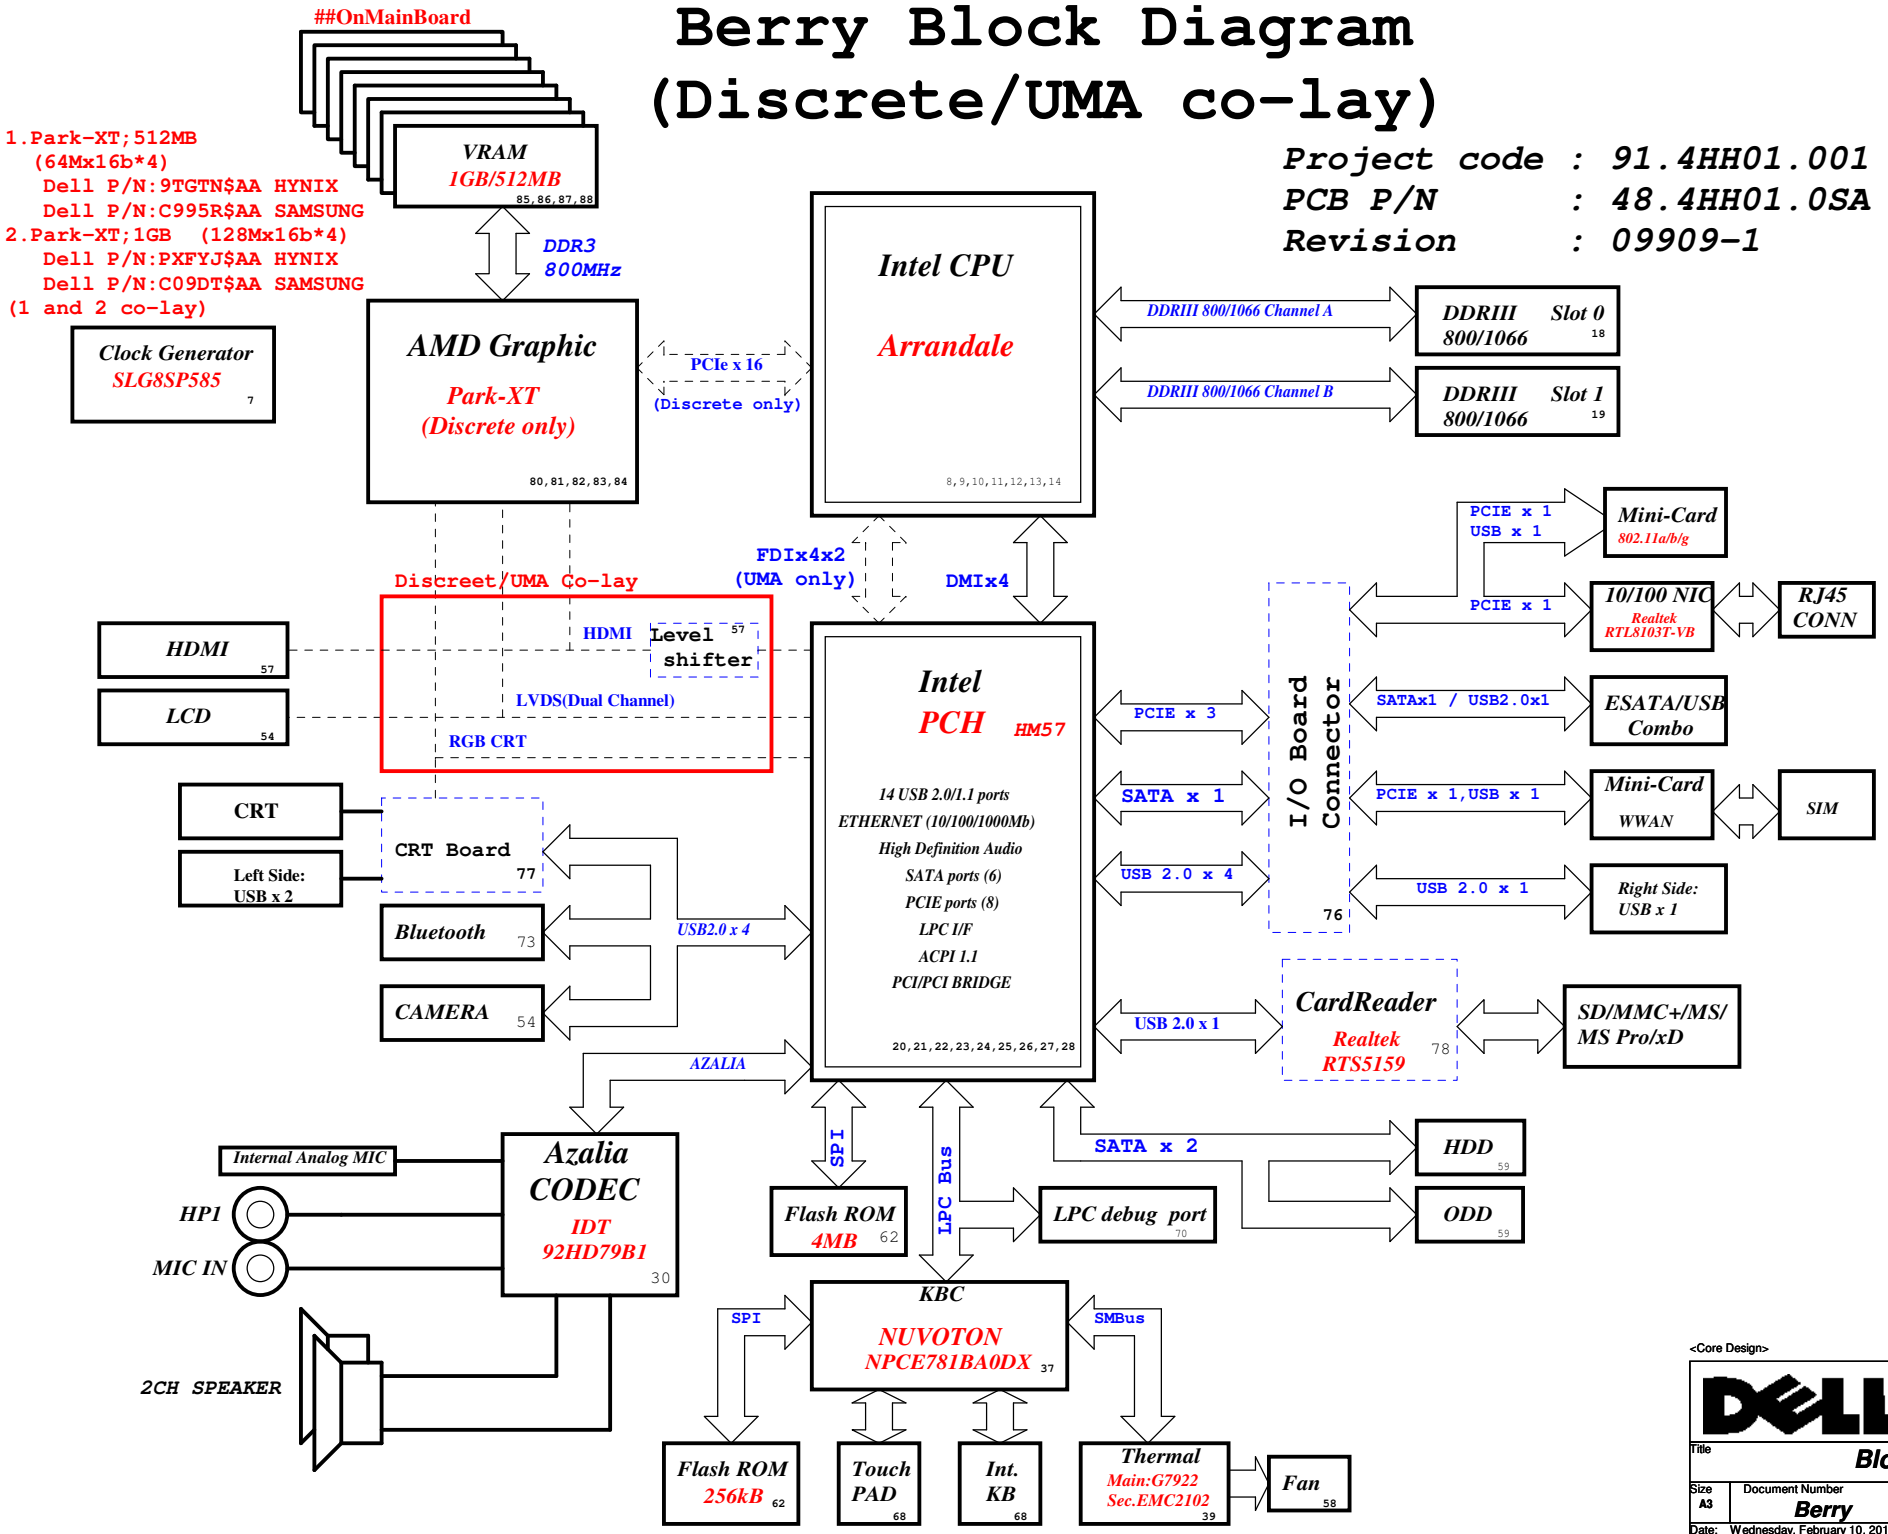 ##OnMainBoard
Berry Block Diagram
(Discrete/UMA co-lay)
Project code : 91.4HH01.001
PCB P/N : 48.4HH01.0SA
Revision : 09909-1
1.Park-XT;512MB
(64Mx16b*4)
Dell P/N:9TGTN$AA HYNIX
Dell P/N:C995R$AA SAMSUNG
2.Park-XT;1GB (128Mx16b*4)
Dell P/N:PXFYJ$AA HYNIX
Dell P/N:C09DT$AA SAMSUNG
(1 and 2 co-lay)
VRAM
1GB/512MB
85,86,87,88
DDR3
800MHz
Clock Generator
SLG8SP585
7
AMD Graphic
Park-XT
(Discrete only)
80,81,82,83,84
PCIe x 16
(Discrete only)
Intel CPU
Arrandale
8,9,10,11,12,13,14
DDRIII 800/1066 Channel A
DDRIII Slot 0
800/1066 18
DDRIII 800/1066 Channel B
DDRIII Slot 1
800/1066 19
FDIx4x2
(UMA only)
DMIx4
Discreet/UMA Co-lay
HDMI
Level 57
shifter
LVDS(Dual Channel)
RGB CRT
HDMI
57
LCD
54
CRT
Left Side:
USB x 2
CRT Board
77
Bluetooth 73
CAMERA 54
USB2.0 x 4
AZALIA
Intel
PCH HM57
14 USB 2.0/1.1 ports
ETHERNET (10/100/1000Mb)
High Definition Audio
SATA ports (6)
PCIE ports (8)
LPC I/F
ACPI 1.1
PCI/PCI BRIDGE
20,21,22,23,24,25,26,27,28
PCIE x 3
SATA x 1
USB 2.0 x 4
I/O Board
Connector
76
PCIE x 1
USB x 1
Mini-Card
802.11a/b/g
PCIE x 1
10/100 NIC
Realtek
RTL8103T-VB
RJ45
CONN
SATAx1 / USB2.0x1
ESATA/USB
Combo
PCIE x 1,USB x 1
Mini-Card
WWAN
SIM
USB 2.0 x 1
Right Side:
USB x 1
USB 2.0 x 1
CardReader
Realtek
RTS5159
78
SD/MMC+/MS/
MS Pro/xD
Internal Analog MIC
HP1
MIC IN
2CH SPEAKER
Azalia
CODEC
IDT
92HD79B1
30
SPI
Flash ROM
4MB 62
LPC Bus
LPC debug port
70
SATA x 2
HDD
59
ODD
59
KBC
NUVOTON
NPCE781BA0DX 37
SPI
SMBus
Flash ROM
256kB 62
Touch
PAD
68
Int.
KB
68
Thermal
Main:G7922
Sec.EMC2102
39
Fan
58
<Core Design>
DELL
Title
Blo
Size
A3
Document Number
Berry
Date: Wednesday, February 10, 201